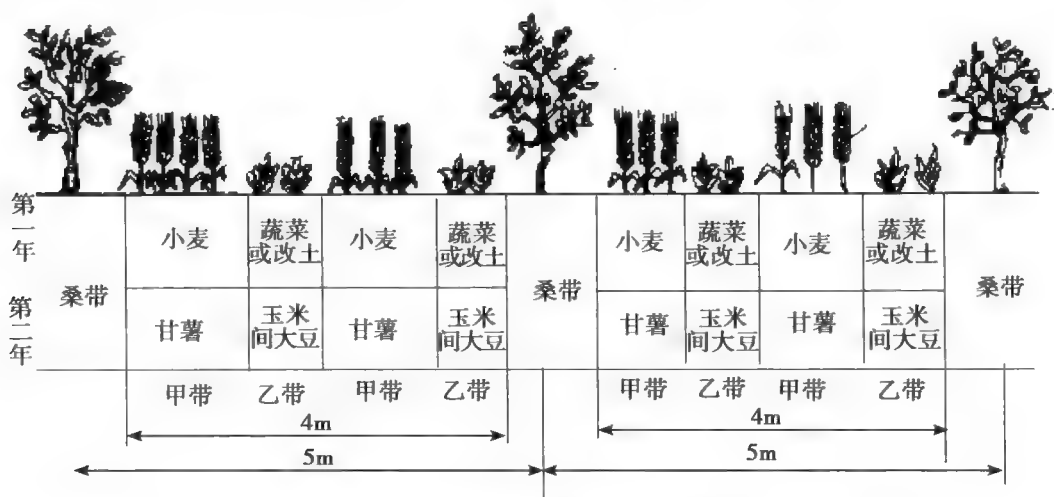 第一年
小麦
蔬菜
或改土
小麦
蔬菜
或改土
小麦
蔬菜
或改土
小麦
蔬菜
或改土
桑带
桑带
桑带
第二年
甘薯
玉米
间大豆
甘薯
玉米
间大豆
甘薯
玉米
间大豆
甘薯
玉米
间大豆
甲带
乙带
甲带
乙带
甲带
乙带
甲带
乙带
4m
4m
5m
5m